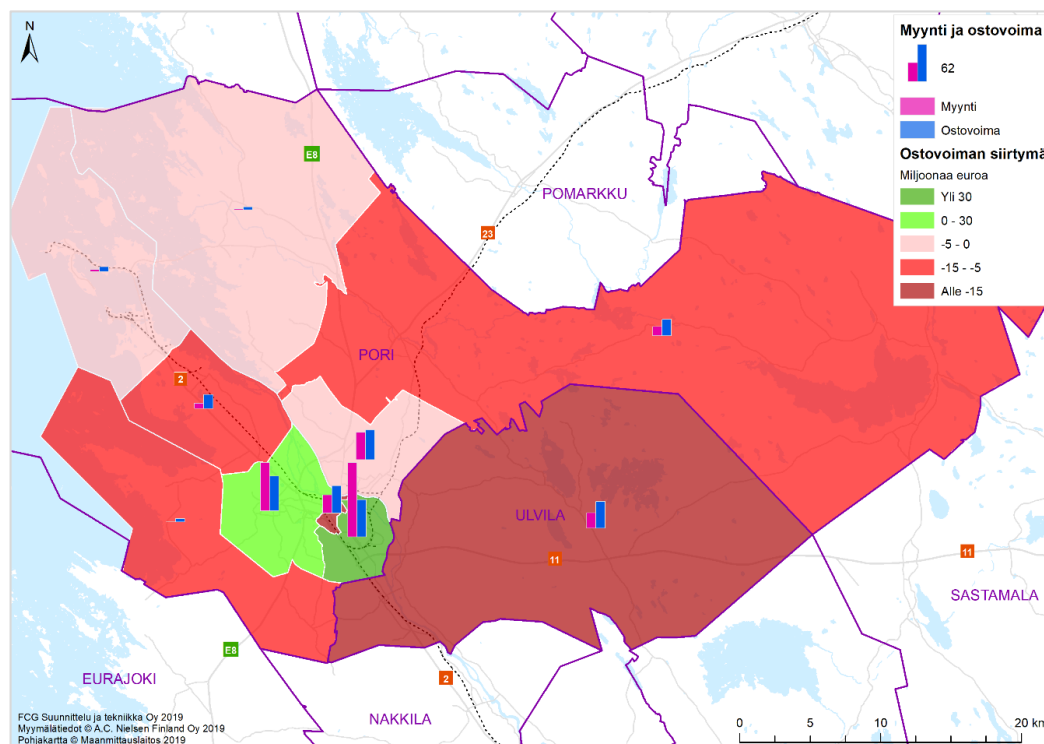 N
Myynti ja ostovoima
62
Myynti
Ostovoima
Ostovoiman siirtymä
Miljoonaa euroa
Yli 30
0 - 30
-5 - 0
-15 - -5
Alle -15
E8
POMARKKU
23
PORI
2
ULVILA
11
11
SASTAMALA
E8
EURAJOKI
2
NAKKILA
FCG Suunnittelu ja tekniikka Oy 2019
Myymälätiedot © A.C. Nielsen Finland Oy 2019
Pohjakartta © Maanmittauslaitos 2019
0 5 10 20 km